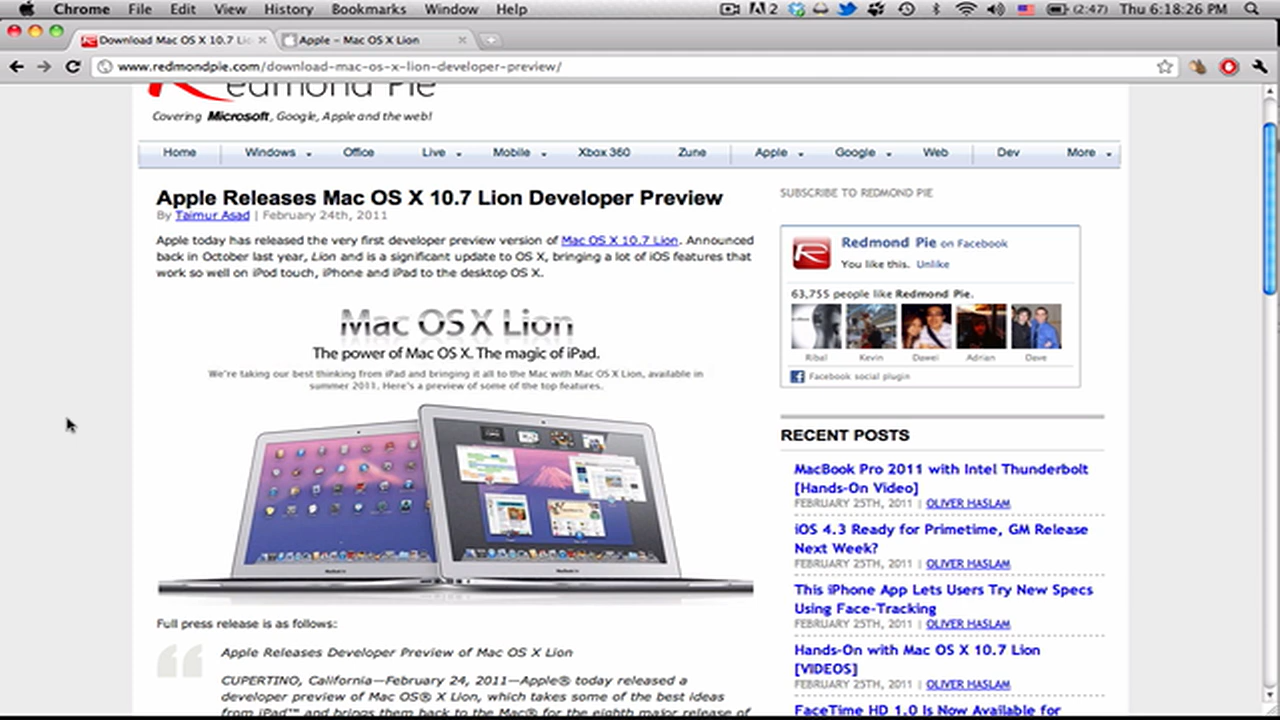 Chrome File Edit View History Bookmarks Window Help
2 (2:47) Thu 6:18:26 PM
Download Mac OS X 10.7 Li
Apple – Mac OS X Lion
www.redmondpie.com/download-mac-os-x-lion-developer-preview/
Redmond Pie
Covering Microsoft, Google, Apple and the web!
Home Windows Office Live Mobile Xbox 360 Zune Apple Google Web Dev More
Apple Releases Mac OS X 10.7 Lion Developer Preview
By Taimur Asad | February 24th, 2011
Apple today has released the very first developer preview version of Mac OS X 10.7 Lion. Announced
back in October last year, Lion and is a significant update to OS X, bringing a lot of iOS features that
work so well on iPod touch, iPhone and iPad to the desktop OS X.
Mac OS X Lion
The power of Mac OS X. The magic of iPad.
We're taking our best thinking from iPad and bringing it all to the Mac with Mac OS X Lion, available in
summer 2011. Here's a preview of some of the top features.
MacBook Air
MacBook Air
Full press release is as follows:
Apple Releases Developer Preview of Mac OS X Lion
CUPERTINO, California—February 24, 2011—Apple® today released a
developer preview of Mac OS® X Lion, which takes some of the best ideas
from iPad™ and brings them back to the Mac® for the eighth major release of
SUBSCRIBE TO REDMOND PIE
Redmond Pie on Facebook
You like this. Unlike
63,755 people like Redmond Pie.
Ribal Kevin Dawei Adrian Dave
Facebook social plugin
RECENT POSTS
MacBook Pro 2011 with Intel Thunderbolt
[Hands-On Video]
FEBRUARY 25TH, 2011 | OLIVER HASLAM
iOS 4.3 Ready for Primetime, GM Release
Next Week?
FEBRUARY 25TH, 2011 | OLIVER HASLAM
This iPhone App Lets Users Try New Specs
Using Face-Tracking
FEBRUARY 25TH, 2011 | OLIVER HASLAM
Hands-On with Mac OS X 10.7 Lion
[VIDEOS]
FEBRUARY 25TH, 2011 | OLIVER HASLAM
FaceTime HD 1.0 Is Now Available for